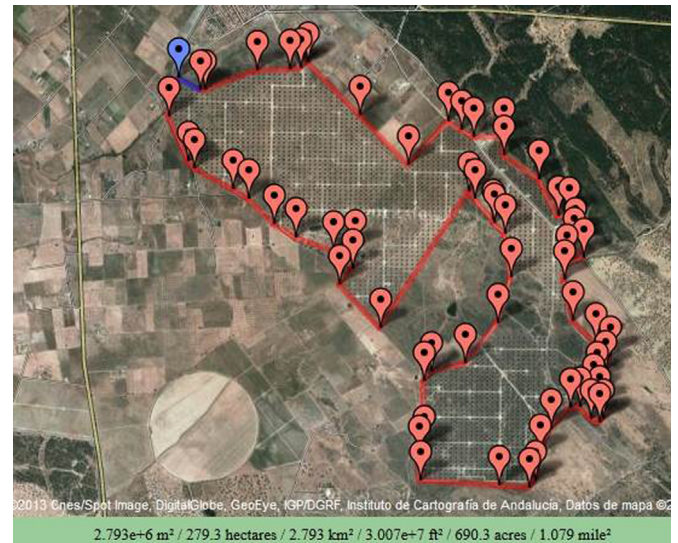 ©2013 Cnes/Spot Image, DigitalGlobe, GeoEye, IGP/DGRF, Instituto de Cartografía de Andalucía, Datos de mapa ©2
2.793e+6 m² / 279.3 hectares / 2.793 km² / 3.007e+7 ft² / 690.3 acres / 1.079 mile²